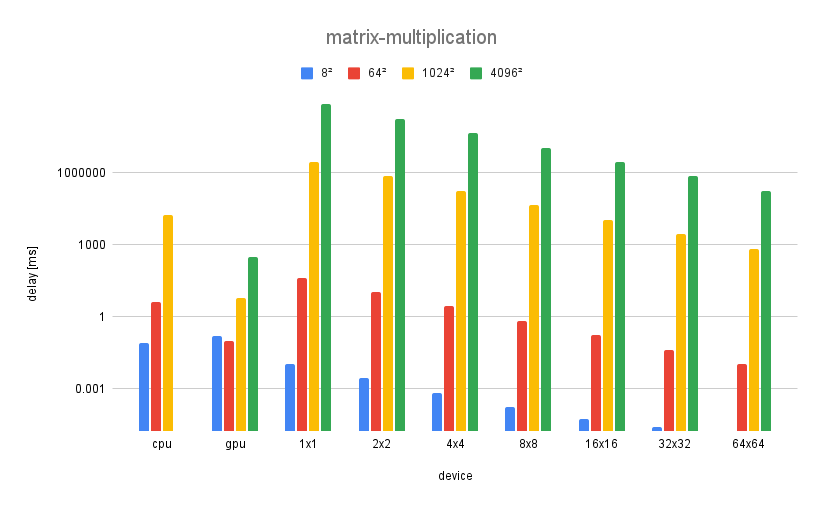 matrix-multiplication
8² 64² 1024² 4096²
1000000
1000
1
0.001
delay [ms]
cpu gpu 1x1 2x2 4x4 8x8 16x16 32x32 64x64
device